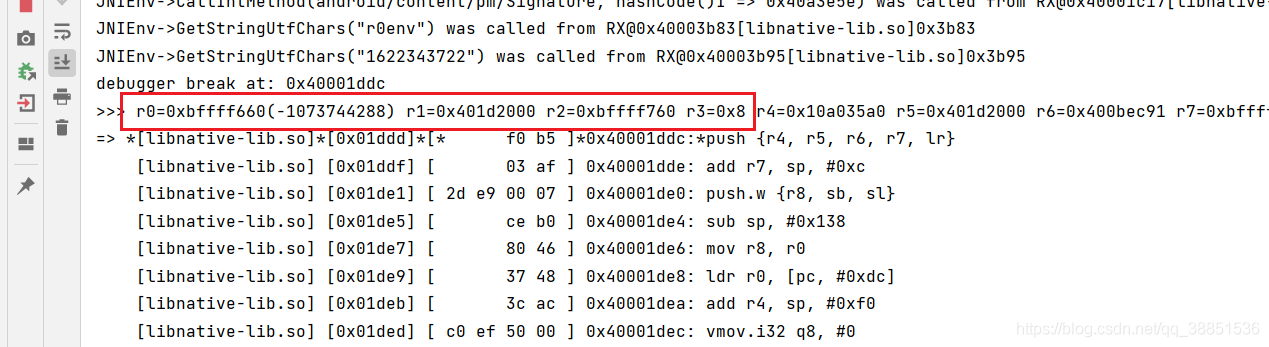 JNIEnv->CallIntMethod(android/content/pm/Signature, hashCode()I => 0x40a3e5e) was called from RX@0x40001c17[libnative-
JNIEnv->GetStringUtfChars("r0env") was called from RX@0x40003b83[libnative-lib.so]0x3b83
JNIEnv->GetStringUtfChars("1622343722") was called from RX@0x40003b95[libnative-lib.so]0x3b95
debugger break at: 0x40001ddc
>>> r0=0xbffff660(-1073744288) r1=0x401d2000 r2=0xbffff760 r3=0x8 r4=0x10a035a0 r5=0x401d2000 r6=0x400bec91 r7=0xbffff
=> *[libnative-lib.so]*[0x01ddd]*[* f0 b5 ]*0x40001ddc:*push {r4, r5, r6, r7, lr}
[libnative-lib.so] [0x01ddf] [ 03 af ] 0x40001dde: add r7, sp, #0xc
[libnative-lib.so] [0x01de1] [ 2d e9 00 07 ] 0x40001de0: push.w {r8, sb, sl}
[libnative-lib.so] [0x01de5] [ ce b0 ] 0x40001de4: sub sp, #0x138
[libnative-lib.so] [0x01de7] [ 80 46 ] 0x40001de6: mov r8, r0
[libnative-lib.so] [0x01de9] [ 37 48 ] 0x40001de8: ldr r0, [pc, #0xdc]
[libnative-lib.so] [0x01deb] [ 3c ac ] 0x40001dea: add r4, sp, #0xf0
[libnative-lib.so] [0x01ded] [ c0 ef 50 00 ] 0x40001dec: vmov.i32 q8, #0
https://blog.csdn.net/qq_38851536